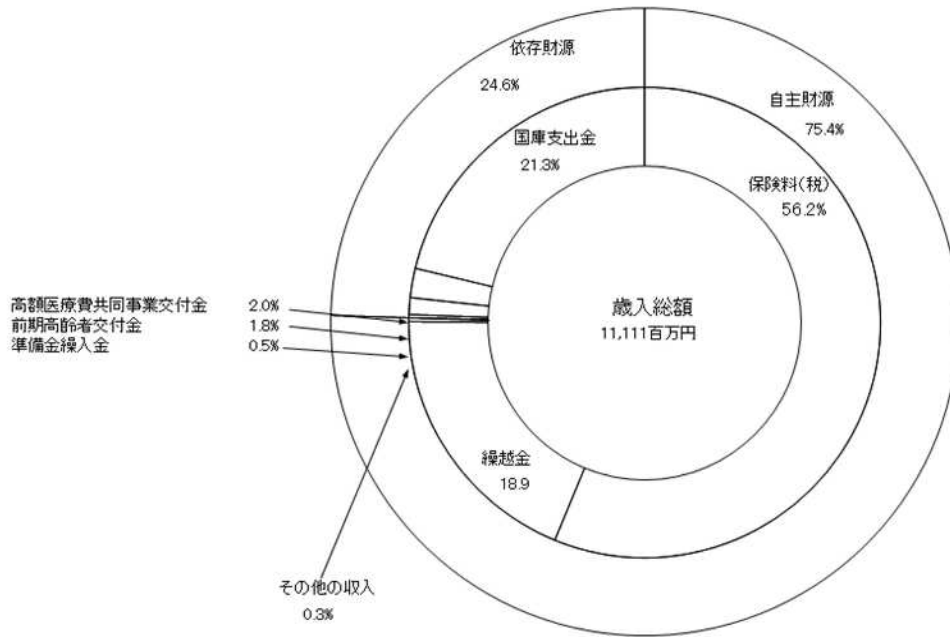 依存財源
24.6%
自主財源
75.4%
国庫支出金
21.3%
保険料(税)
56.2%
歳入総額
11,111百万円
高額医療費共同事業交付金 2.0%
前期高齢者交付金 1.8%
準備金繰入金 0.5%
繰越金
18.9
その他の収入
0.3%